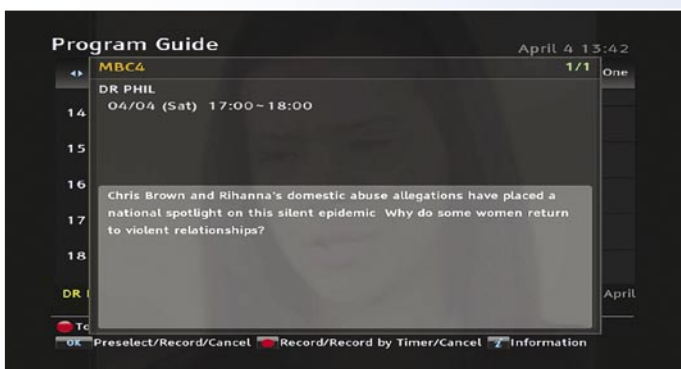 Program Guide
April 4 13:42
MBC4 1/1
One
DR PHIL
04/04 (Sat) 17:00~18:00
14
15
16
17
18
Chris Brown and Rihanna's domestic abuse allegations have placed a
national spotlight on this silent epidemic Why do some women return
to violent relationships?
DR
April
To
OK Preselect/Record/Cancel Record/Record by Timer/Cancel i Information